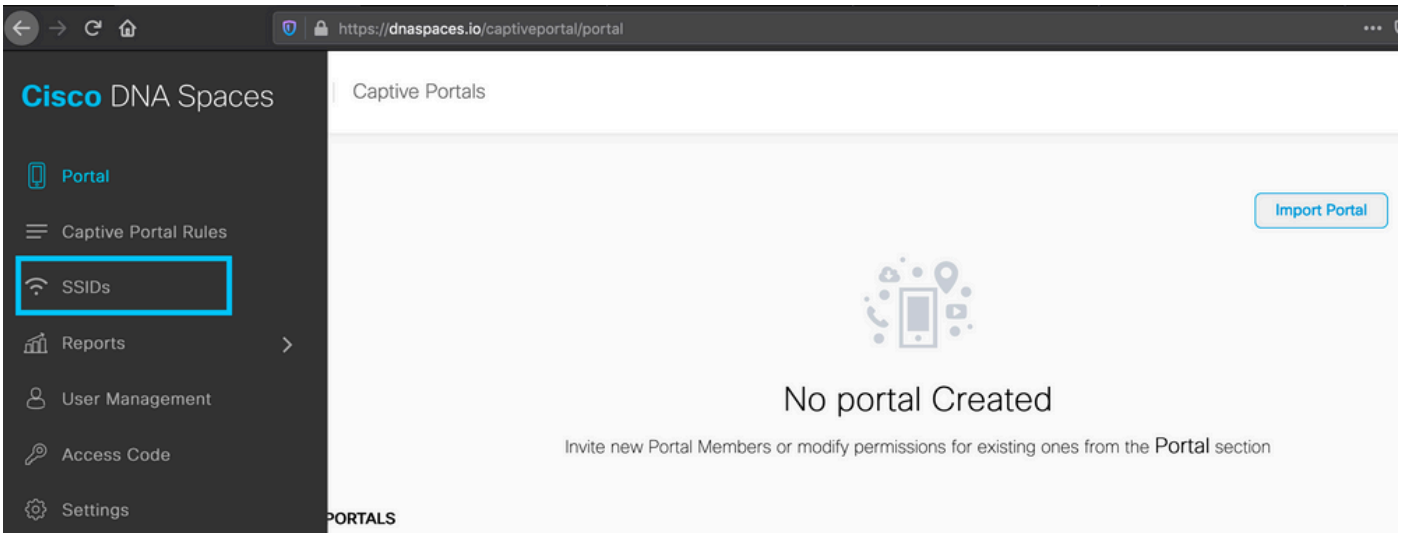 https://dnaspaces.io/captiveportal/portal
Cisco DNA Spaces
Captive Portals
Portal
Captive Portal Rules
SSIDs
Reports
User Management
Access Code
Settings
Import Portal
No portal Created
Invite new Portal Members or modify permissions for existing ones from the Portal section
PORTALS